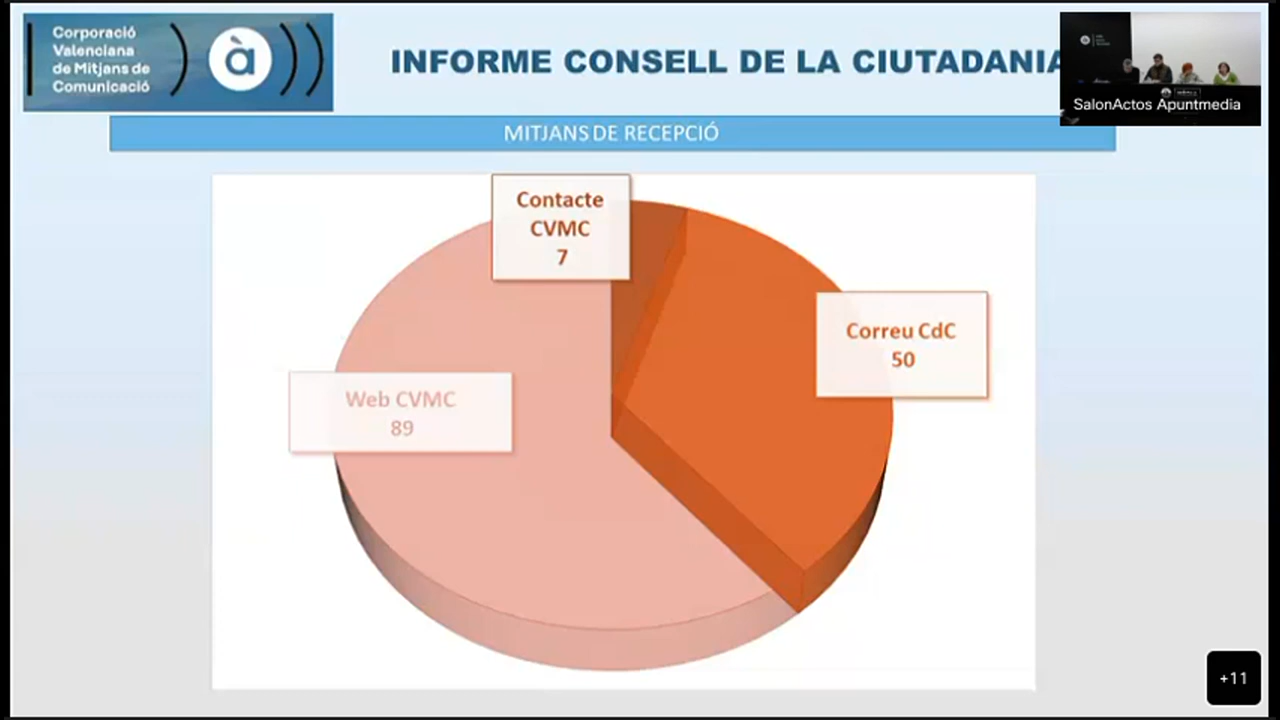 Corporació
Valenciana
de Mitjans de
Comunicació
à
INFORME CONSELL DE LA CIUTADANIA
SalonActos Apuntmedia
MITJANS DE RECEPCIÓ
Contacte
CVMC
7
Correu CdC
50
Web CVMC
89
+11